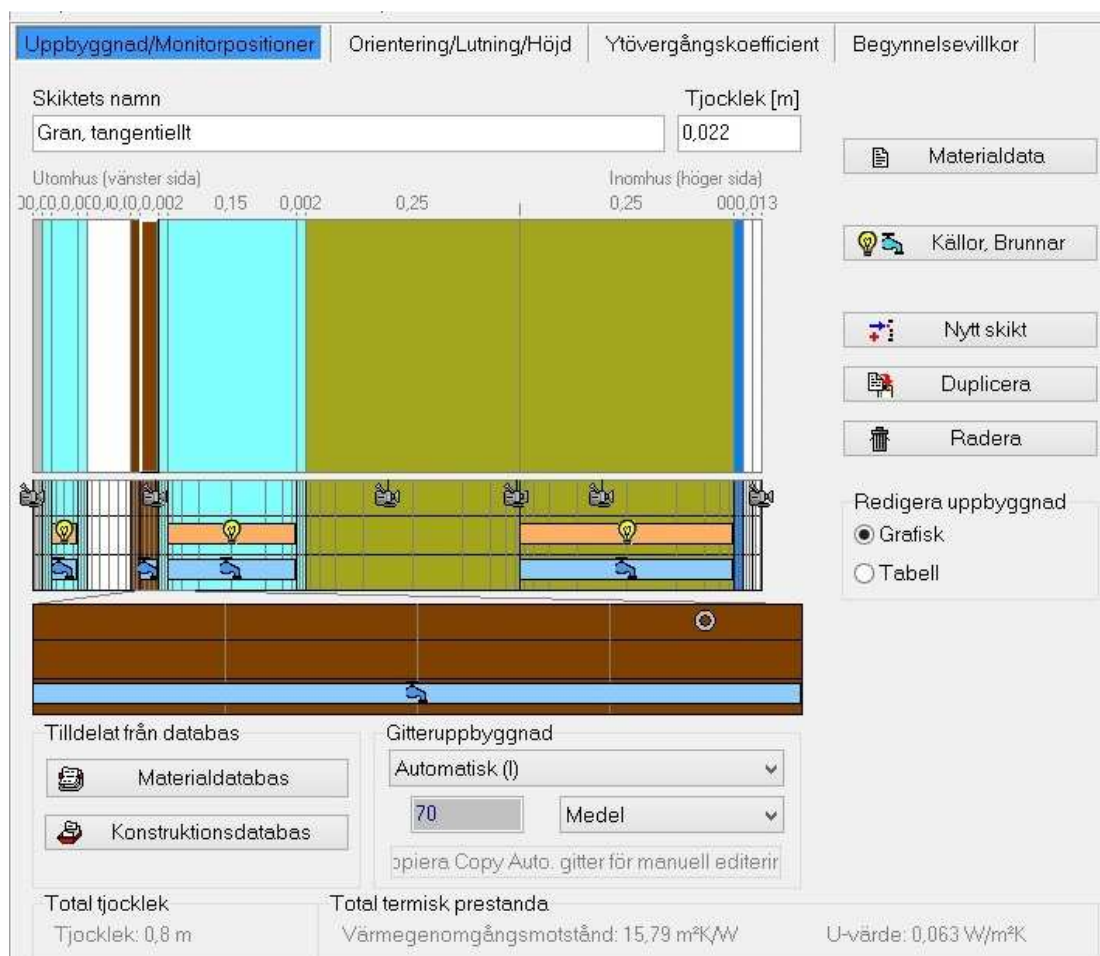 Uppbyggnad/Monitorpositioner Orientering/Lutning/Höjd Ytövergångskoefficient Begynnelsevillkor
Skiktets namn Tjocklek [m]
Gran, tangentiellt 0,022
Materialdata
Utomhus (vänster sida) Inomhus (höger sida)
0,002 0,15 0,002 0,25 0,25 0,013
Källor, Brunnar
Nytt skikt
Duplicera
Radera
Redigera uppbyggnad
Grafisk
Tabell
Tilldelat från databas Gitteruppbyggnad
Materialdatabas Automatisk (I)
70 Medel
Konstruktionsdatabas
opiera Copy Auto. gitter för manuell editerir
Total tjocklek Total termisk prestanda
Tjocklek: 0,8 m Värmegenomgångsmotstånd: 15,79 m²K/W U-värde: 0,063 W/m²K